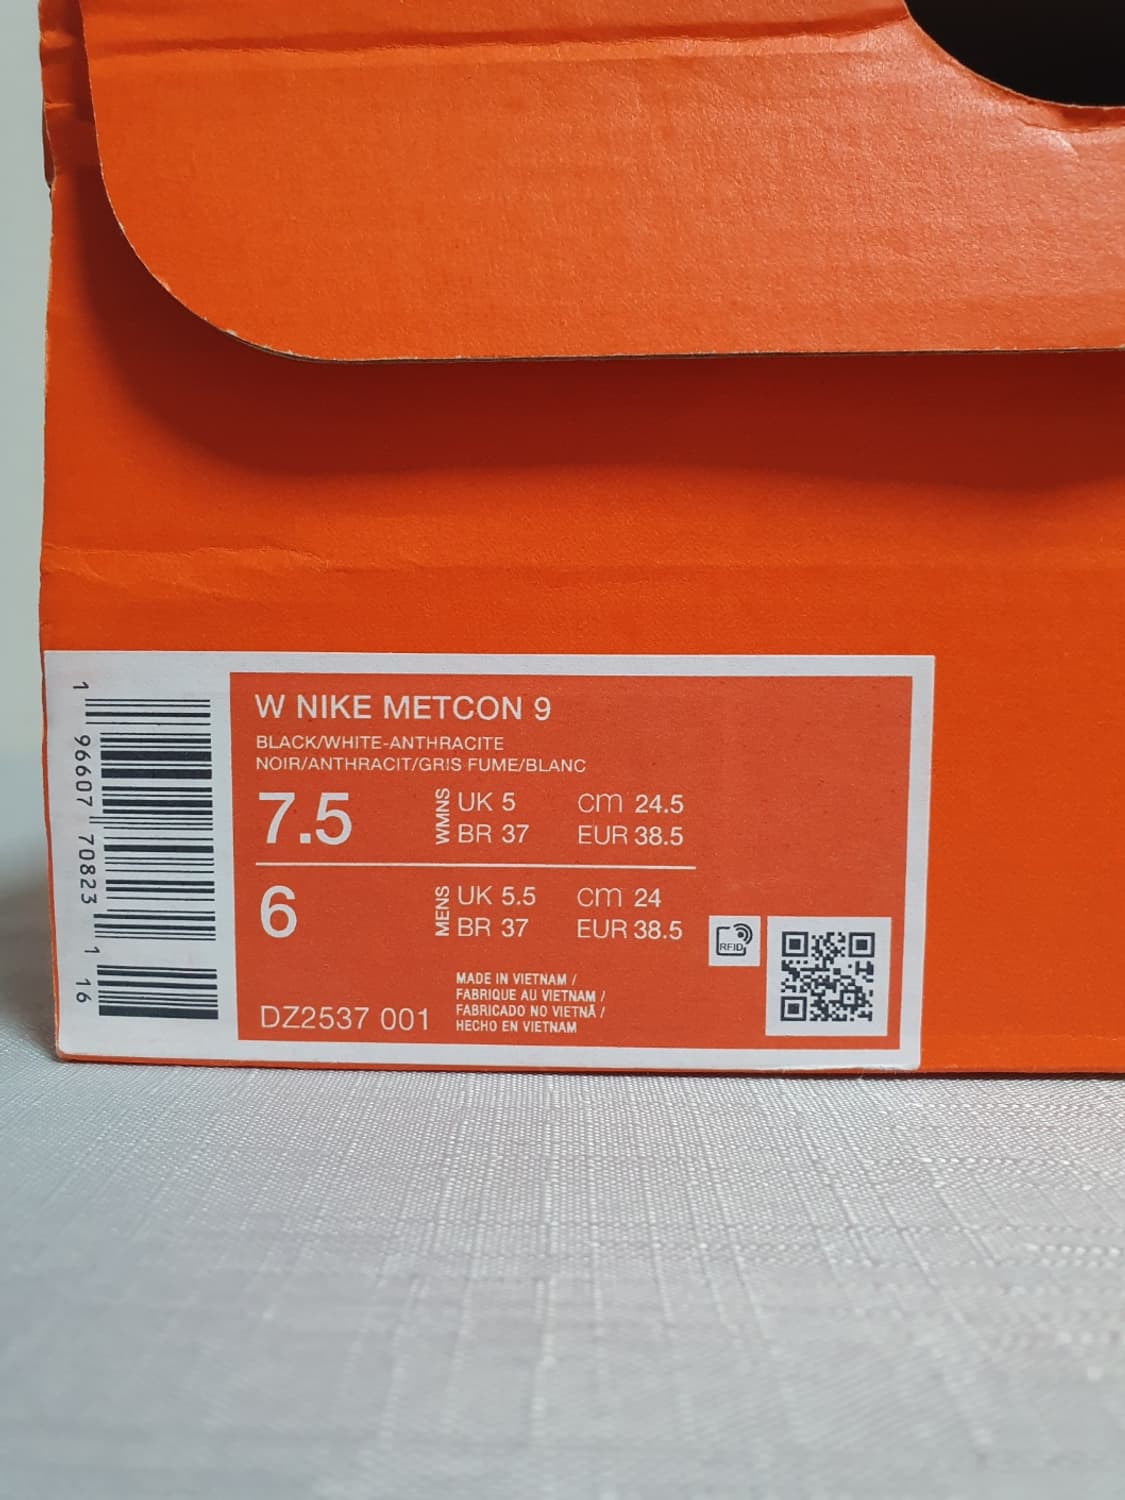 1 96607 70823 1 16
W NIKE METCON 9
BLACK/WHITE-ANTHRACITE
NOIR/ANTHRACIT/GRIS FUME/BLANC
7.5 WMNS UK 5 cm 24.5
BR 37 EUR 38.5
6 MENS UK 5.5 cm 24
BR 37 EUR 38.5
RFID
MADE IN VIETNAM /
FABRIQUE AU VIETNAM /
FABRICADO NO VIETNÃ /
HECHO EN VIETNAM
DZ2537 001